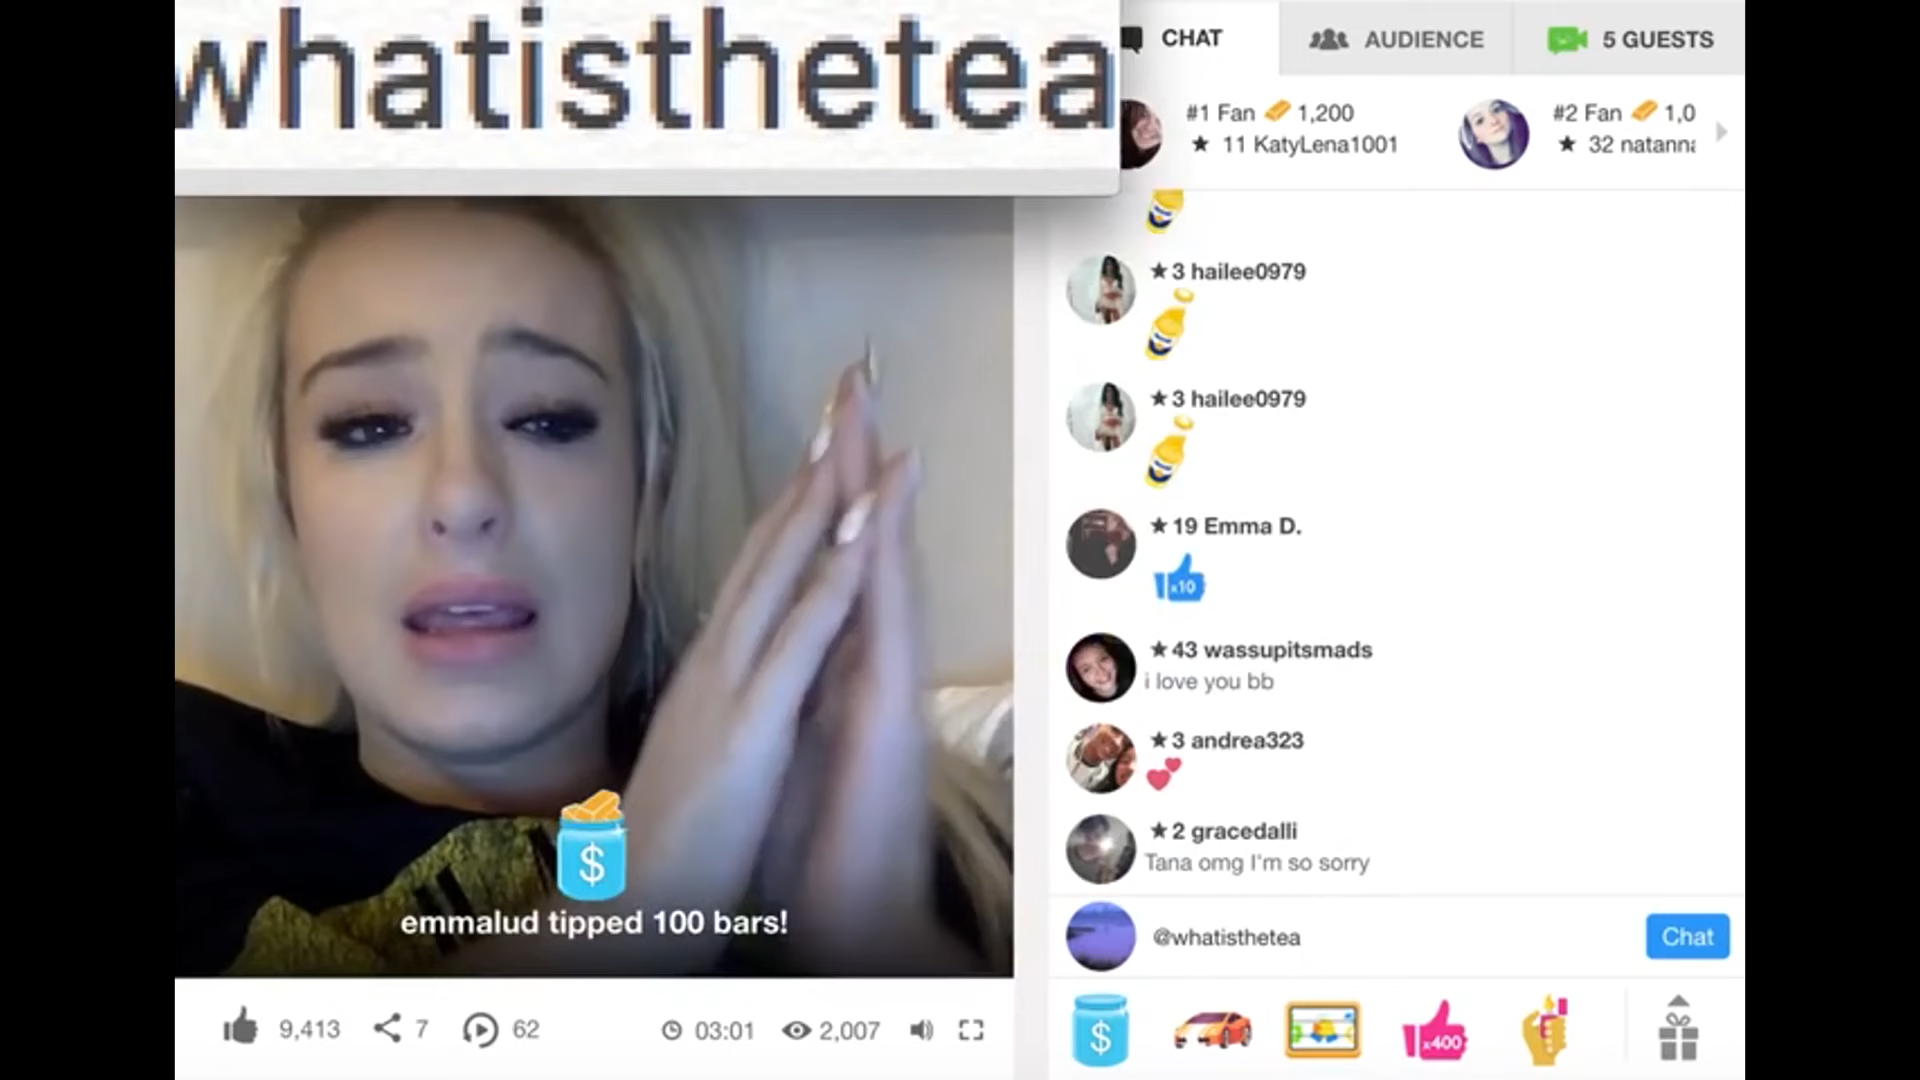 whatisthetea
CHAT
AUDIENCE
5 GUESTS
#1 Fan 1,200
★ 11 KatyLena1001
#2 Fan 1,0
★ 32 natanna
★ 3 hailee0979
★ 3 hailee0979
★ 19 Emma D.
x10
★ 43 wassupitsmads
i love you bb
★ 3 andrea323
★ 2 gracedalli
Tana omg I'm so sorry
@whatisthetea
Chat
$
emmalud tipped 100 bars!
9,413
7
62
03:01
2,007
$
x400